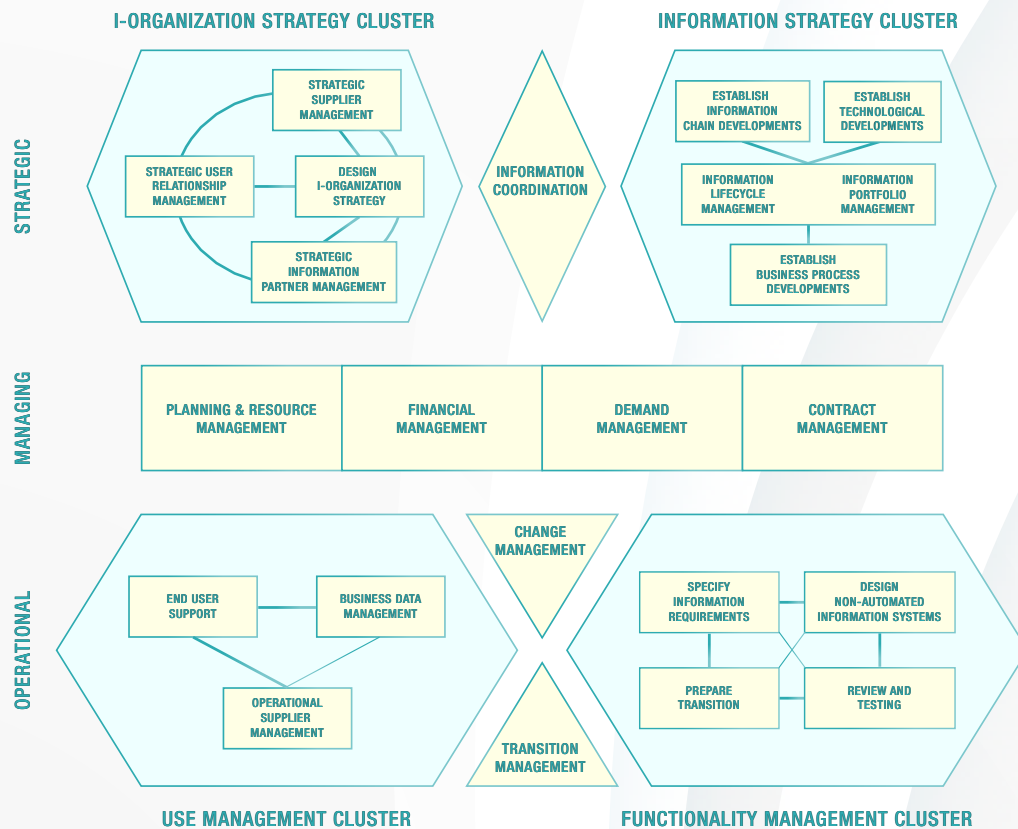 I-ORGANIZATION STRATEGY CLUSTER
INFORMATION STRATEGY CLUSTER
STRATEGIC
STRATEGIC
SUPPLIER
MANAGEMENT
STRATEGIC USER
RELATIONSHIP
MANAGEMENT
DESIGN
I-ORGANIZATION
STRATEGY
STRATEGIC
INFORMATION
PARTNER MANAGEMENT
INFORMATION
COORDINATION
ESTABLISH
INFORMATION
CHAIN DEVELOPMENTS
ESTABLISH
TECHNOLOGICAL
DEVELOPMENTS
INFORMATION
LIFECYCLE
MANAGEMENT
INFORMATION
PORTFOLIO
MANAGEMENT
ESTABLISH
BUSINESS PROCESS
DEVELOPMENTS
MANAGING
PLANNING & RESOURCE
MANAGEMENT
FINANCIAL
MANAGEMENT
DEMAND
MANAGEMENT
CONTRACT
MANAGEMENT
OPERATIONAL
END USER
SUPPORT
BUSINESS DATA
MANAGEMENT
OPERATIONAL
SUPPLIER
MANAGEMENT
CHANGE
MANAGEMENT
TRANSITION
MANAGEMENT
SPECIFY
INFORMATION
REQUIREMENTS
DESIGN
NON-AUTOMATED
INFORMATION SYSTEMS
PREPARE
TRANSITION
REVIEW AND
TESTING
USE MANAGEMENT CLUSTER
FUNCTIONALITY MANAGEMENT CLUSTER